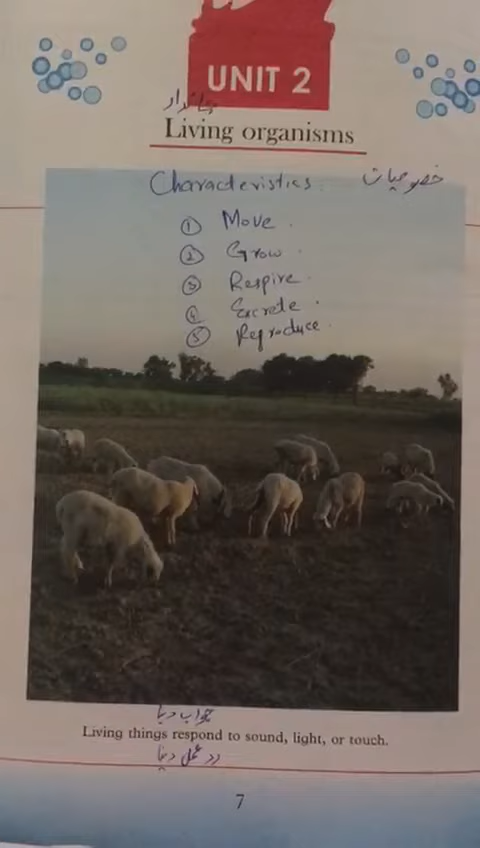 UNIT 2
جاندار
Living organisms
Characteristics. خصوصیات
① Move.
② Grow.
③ Respire.
④ Excrete.
⑤ Reproduce.
جواب دینا
Living things respond to sound, light, or touch.
رد عمل دینا
7